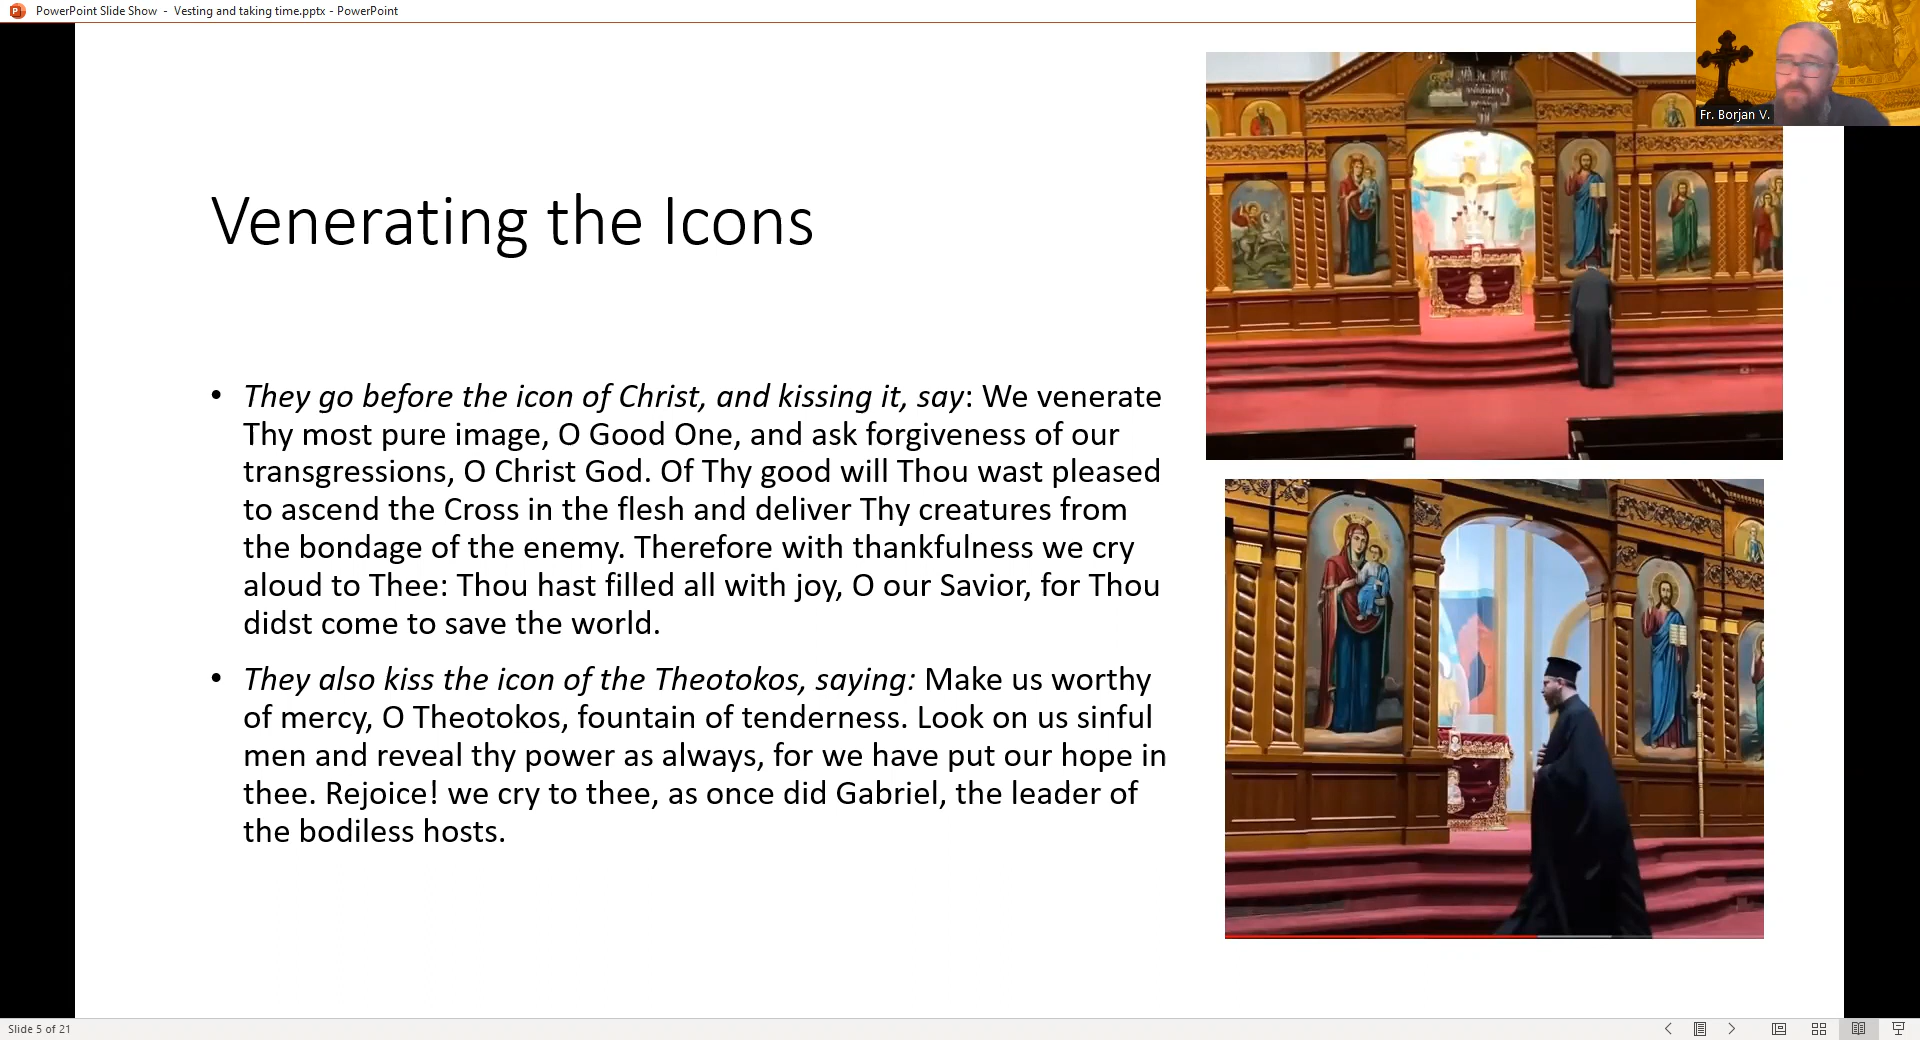 PowerPoint Slide Show - Vesting and taking time.pptx - PowerPoint
Fr. Borjan V.
Venerating the Icons
• They go before the icon of Christ, and kissing it, say: We venerate
Thy most pure image, O Good One, and ask forgiveness of our
transgressions, O Christ God. Of Thy good will Thou wast pleased
to ascend the Cross in the flesh and deliver Thy creatures from
the bondage of the enemy. Therefore with thankfulness we cry
aloud to Thee: Thou hast filled all with joy, O our Savior, for Thou
didst come to save the world.
• They also kiss the icon of the Theotokos, saying: Make us worthy
of mercy, O Theotokos, fountain of tenderness. Look on us sinful
men and reveal thy power as always, for we have put our hope in
thee. Rejoice! we cry to thee, as once did Gabriel, the leader of
the bodiless hosts.
Slide 5 of 21